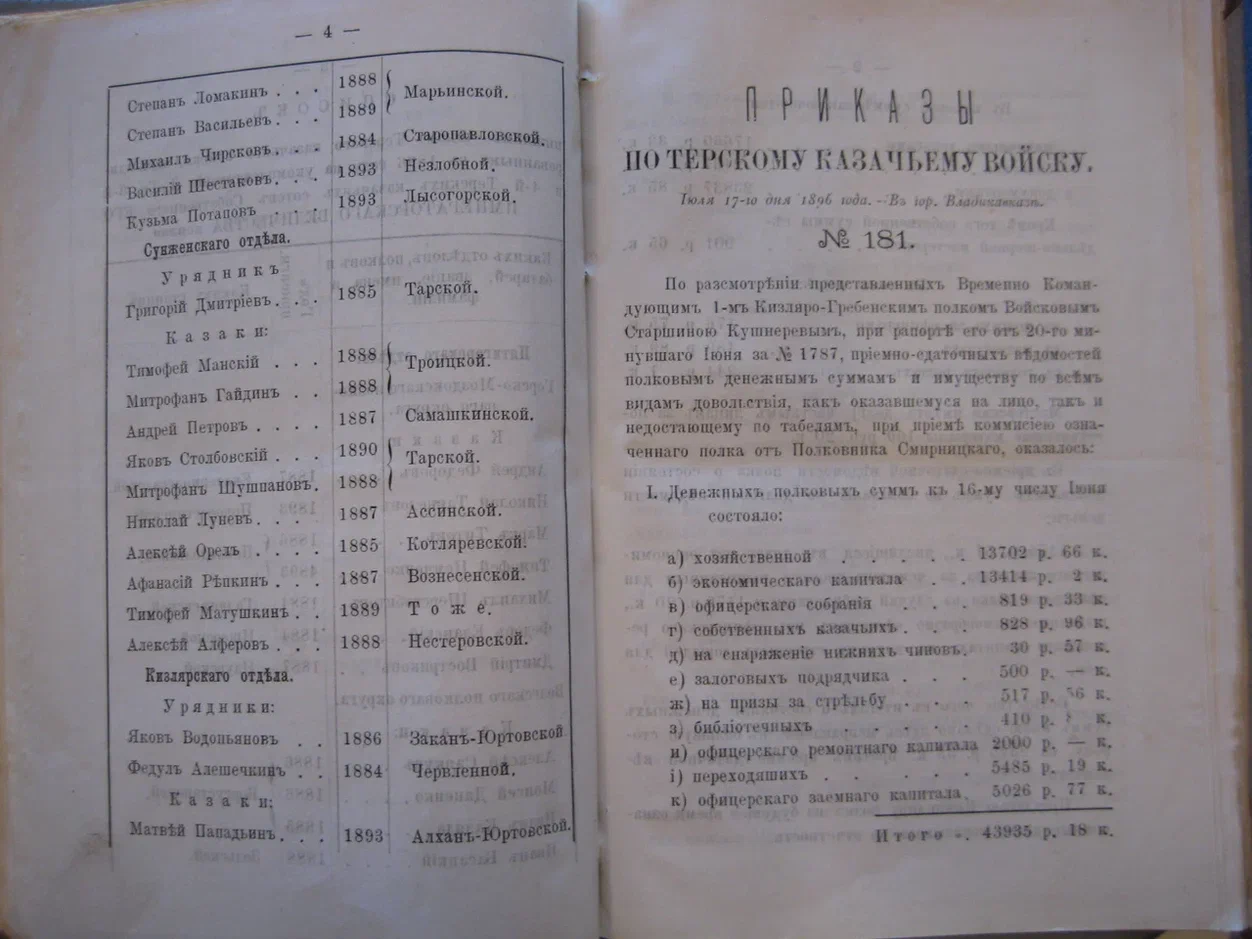 — 4 —
Степанъ Ломакинъ . . . 1888
Марьинской.
Степанъ Васильевъ . . . 1889
Михаилъ Чирсковъ . . . 1884 Старопавловской.
Василій Шестаковъ . . . 1893 Незлобной.
Кузьма Потаповъ . . . 1893 Лысогорской.
Сунженскаго отдѣла.
Урядникъ
Григорій Дмитріевъ . . . 1885 Тарской.
Казаки:
Тимофей Манскій . . . 1888
Троицкой.
Митрофанъ Гайдинъ . . 1888
Андрей Петровъ . . . . 1887 Самашкинской.
Яковъ Столбовскій . . . 1890
Тарской.
Митрофанъ Шушпановъ. 1888
Николай Луневъ . . . 1887 Ассинской.
Алексѣй Орелъ . . . . 1885 Котляревской.
Афанасій Рѣпкинъ . . . 1887 Вознесенской.
Тимофей Матушкинъ . . 1889 Тоже.
Алексѣй Алферовъ . . . 1888 Нестеровской.
Кизлярскаго отдѣла.
Урядники:
Яковъ Водопьяновъ . . 1886 Заканъ-Юртовской
Федулъ Алешечкинъ . . 1884 Червленной.
Казаки:
Матвѣй Пападьинъ . . . 1893 Алханъ-Юртовской.
ПРИКАЗЫ
ПО ТЕРСКОМУ КАЗАЧЬЕМУ ВОЙСКУ.
Іюля 17-го дня 1896 года.—Въ гор. Владикавказѣ.
№ 181.
По разсмотрѣніи представленныхъ Временно Коман-
дующимъ 1-мъ Кизляро-Гребенскимъ полкомъ Войсковымъ
Старшиною Кушнеревымъ, при рапортѣ его отъ 20-го ми-
нувшаго Іюня за № 1787, пріемно-сдаточныхъ вѣдомостей
полковымъ денежнымъ суммамъ и имуществу по всѣмъ
видамъ довольствія, какъ оказавшемуся на лицо, такъ и
недостающему по табелямъ, при пріемѣ коммисіею озна-
ченнаго полка отъ Полковника Смирницкаго, оказалось:
I. Денежныхъ полковыхъ суммъ къ 16-му числу Іюня
состояло:
а) хозяйственной . . . . . 13702 р. 66 к.
б) экономическаго капитала . . 13414 р. 2 к.
в) офицерскаго собранія . . . 819 р. 33 к.
г) собственныхъ казачьихъ . . . 828 р. 96 к.
д) на снаряженіе нижнихъ чиновъ. 30 р. 57 к.
е) залоговыхъ подрядчика . . . 500 р. — к.
ж) на призы за стрѣльбу . . . 517 р. к.
з) библіотечныхъ . . . . 410 р. к.
и) офицерскаго ремонтнаго капитала 2000 р. — к.
і) переходящихъ . . . . . 5485 р. 19 к.
к) офицерскаго заемнаго капитала. 5026 р. 77 к.
Итого . . 43935 р. 18 к.